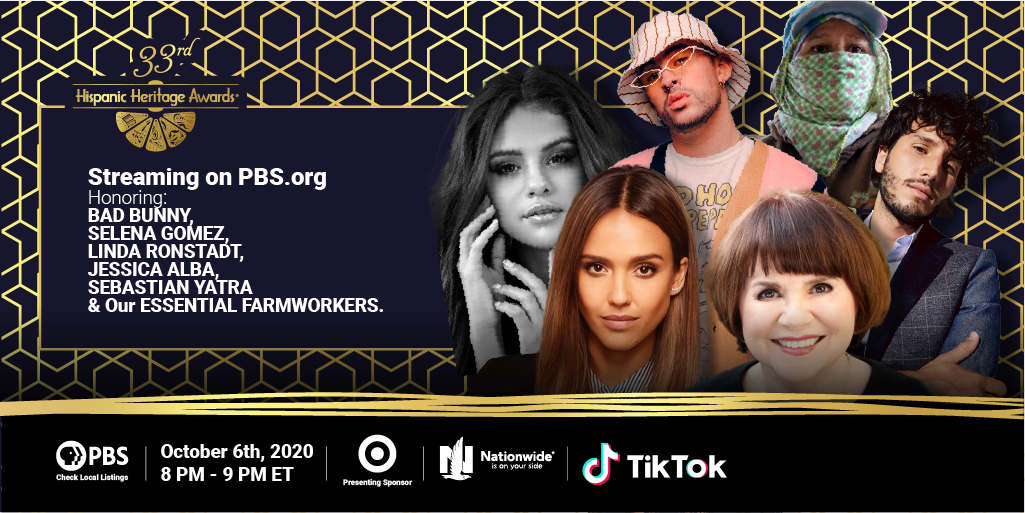 33rd
Hispanic Heritage Awards®
Streaming on PBS.org
Honoring:
BAD BUNNY,
SELENA GOMEZ,
LINDA RONSTADT,
JESSICA ALBA,
SEBASTIAN YATRA
& Our ESSENTIAL FARMWORKERS.
PBS
Check Local Listings
October 6th, 2020
8 PM - 9 PM ET
Presenting Sponsor
Nationwide®
is on your side
TikTok